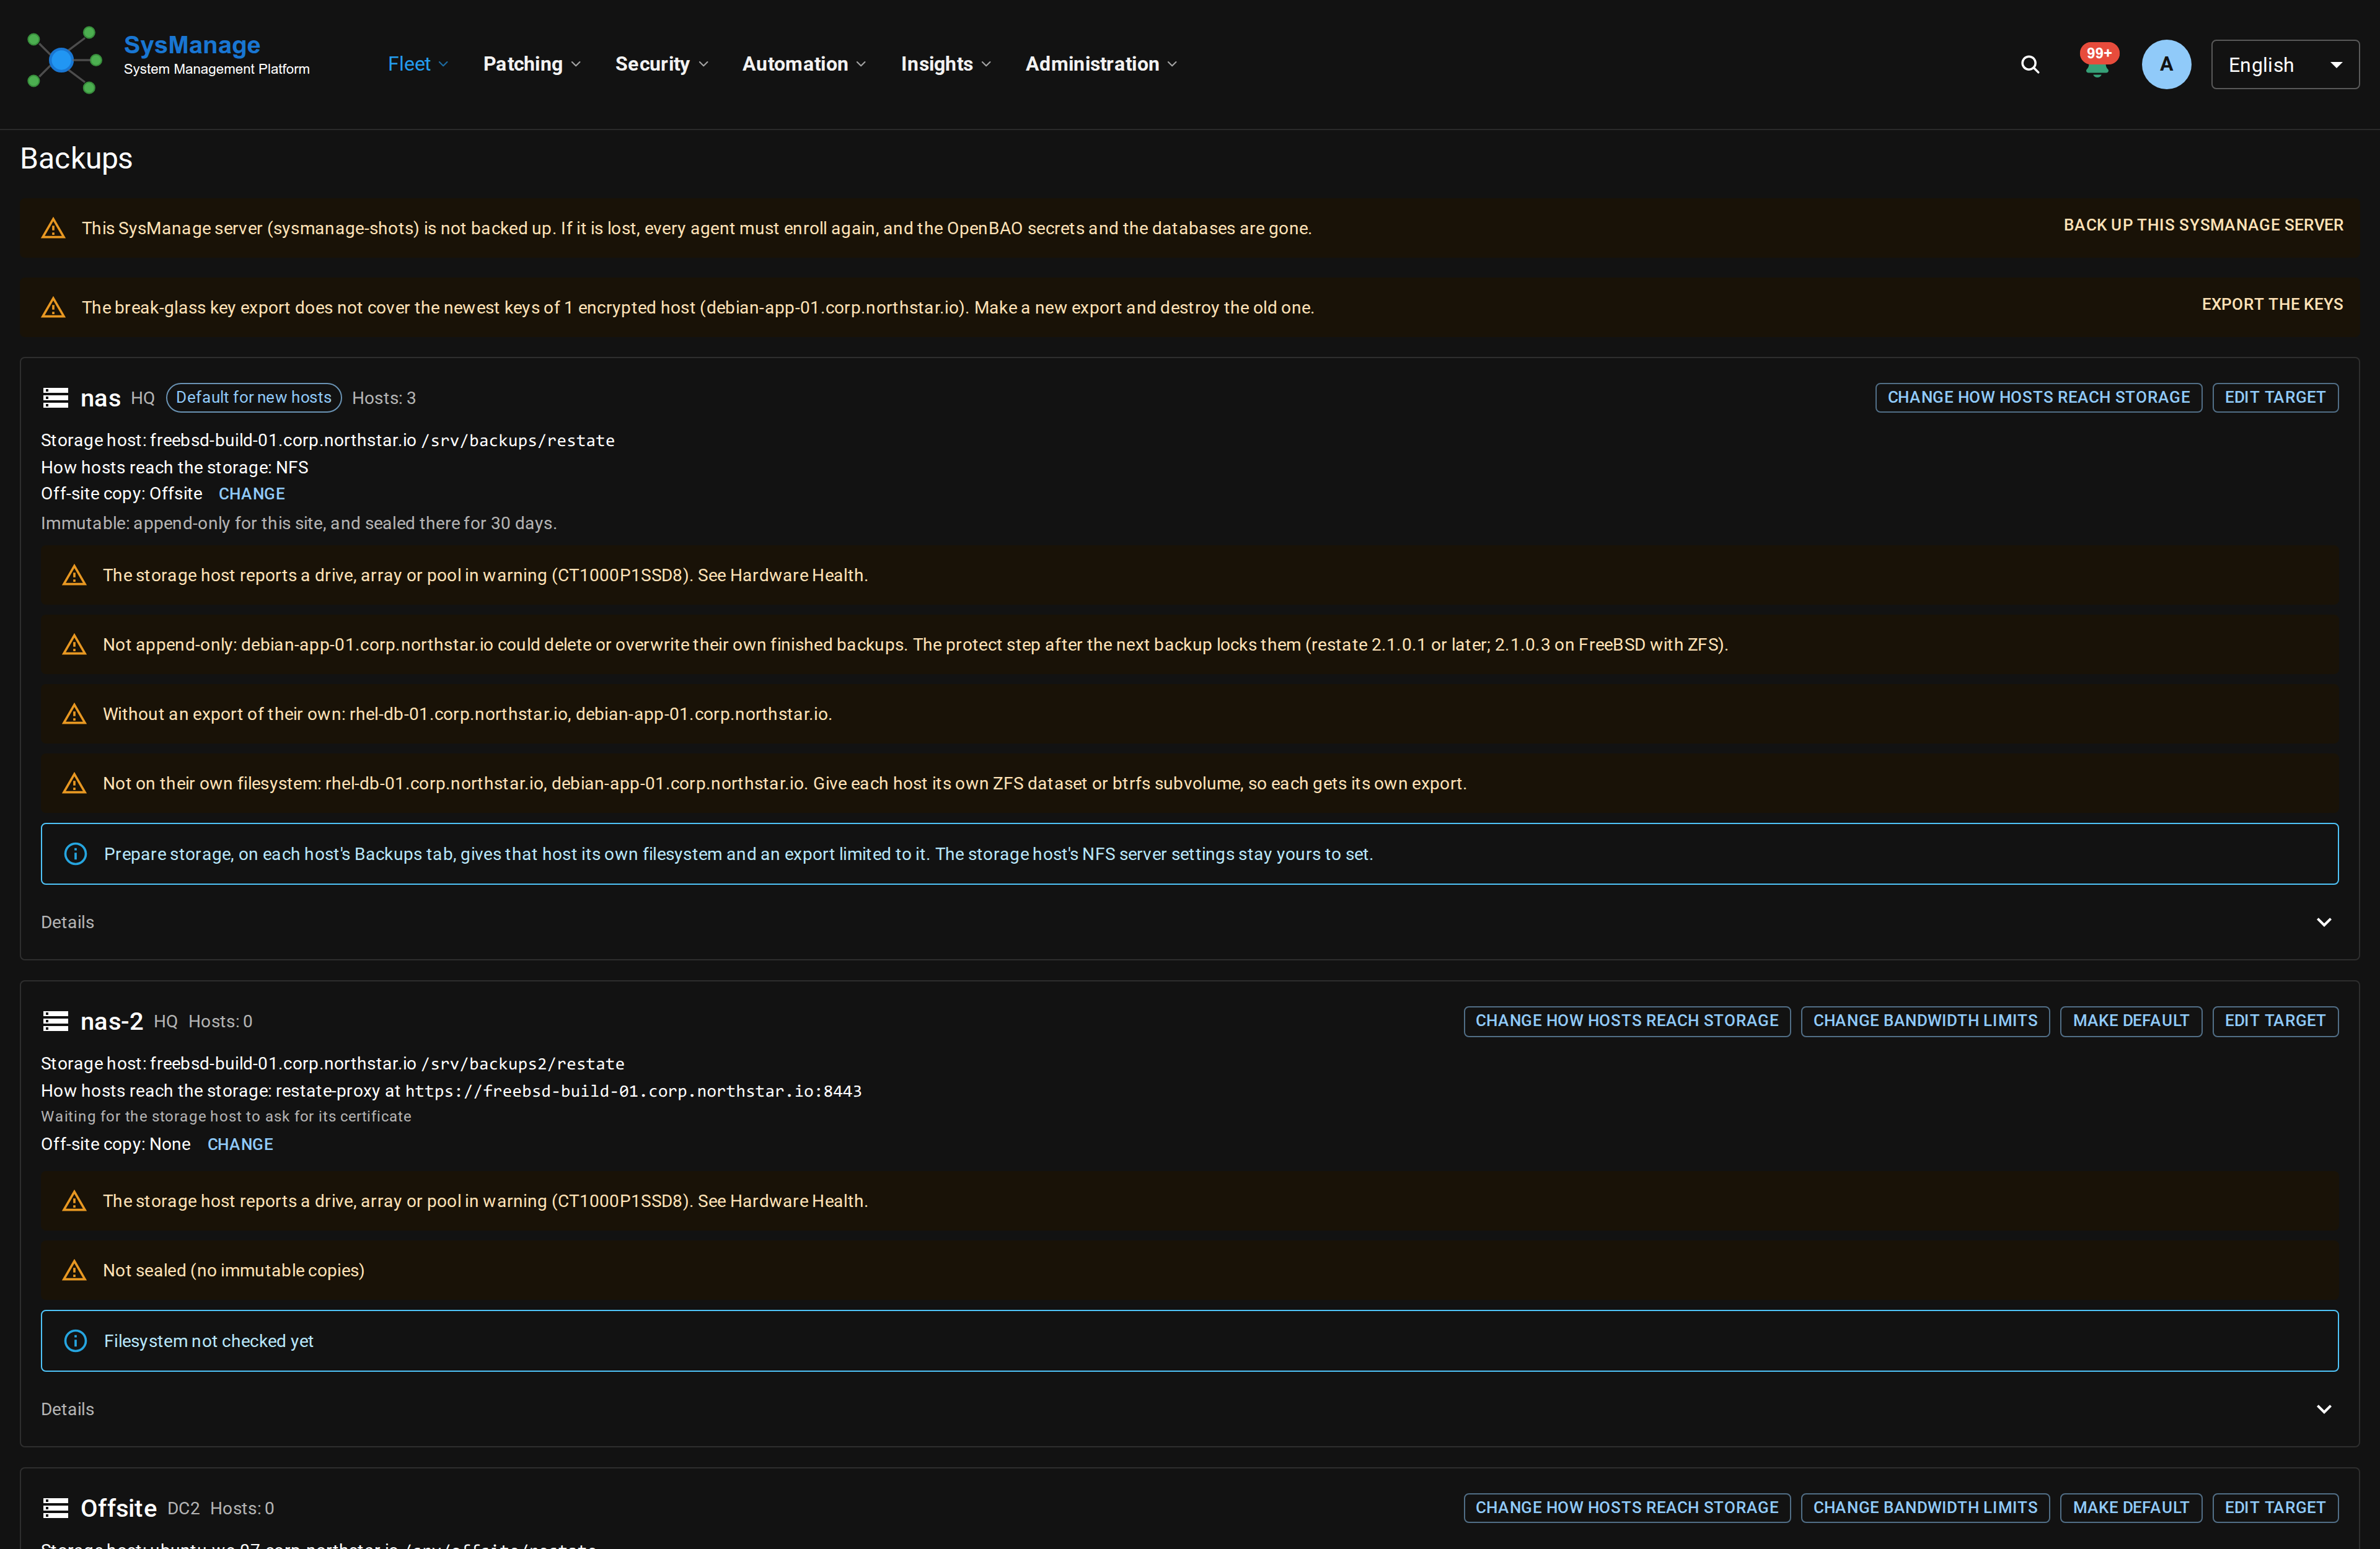 SysManage
System Management Platform
Fleet
Patching
Security
Automation
Insights
Administration
99+
A
English
Backups
This SysManage server (sysmanage-shots) is not backed up. If it is lost, every agent must enroll again, and the OpenBAO secrets and the databases are gone.
BACK UP THIS SYSMANAGE SERVER
The break-glass key export does not cover the newest keys of 1 encrypted host (debian-app-01.corp.northstar.io). Make a new export and destroy the old one.
EXPORT THE KEYS
nas HQ Default for new hosts Hosts: 3
CHANGE HOW HOSTS REACH STORAGE
EDIT TARGET
Storage host: freebsd-build-01.corp.northstar.io /srv/backups/restate
How hosts reach the storage: NFS
Off-site copy: Offsite CHANGE
Immutable: append-only for this site, and sealed there for 30 days.
The storage host reports a drive, array or pool in warning (CT1000P1SSD8). See Hardware Health.
Not append-only: debian-app-01.corp.northstar.io could delete or overwrite their own finished backups. The protect step after the next backup locks them (restate 2.1.0.1 or later; 2.1.0.3 on FreeBSD with ZFS).
Without an export of their own: rhel-db-01.corp.northstar.io, debian-app-01.corp.northstar.io.
Not on their own filesystem: rhel-db-01.corp.northstar.io, debian-app-01.corp.northstar.io. Give each host its own ZFS dataset or btrfs subvolume, so each gets its own export.
Prepare storage, on each host's Backups tab, gives that host its own filesystem and an export limited to it. The storage host's NFS server settings stay yours to set.
Details
nas-2 HQ Hosts: 0
CHANGE HOW HOSTS REACH STORAGE
CHANGE BANDWIDTH LIMITS
MAKE DEFAULT
EDIT TARGET
Storage host: freebsd-build-01.corp.northstar.io /srv/backups2/restate
How hosts reach the storage: restate-proxy at https://freebsd-build-01.corp.northstar.io:8443
Waiting for the storage host to ask for its certificate
Off-site copy: None CHANGE
The storage host reports a drive, array or pool in warning (CT1000P1SSD8). See Hardware Health.
Not sealed (no immutable copies)
Filesystem not checked yet
Details
Offsite DC2 Hosts: 0
CHANGE HOW HOSTS REACH STORAGE
CHANGE BANDWIDTH LIMITS
MAKE DEFAULT
EDIT TARGET